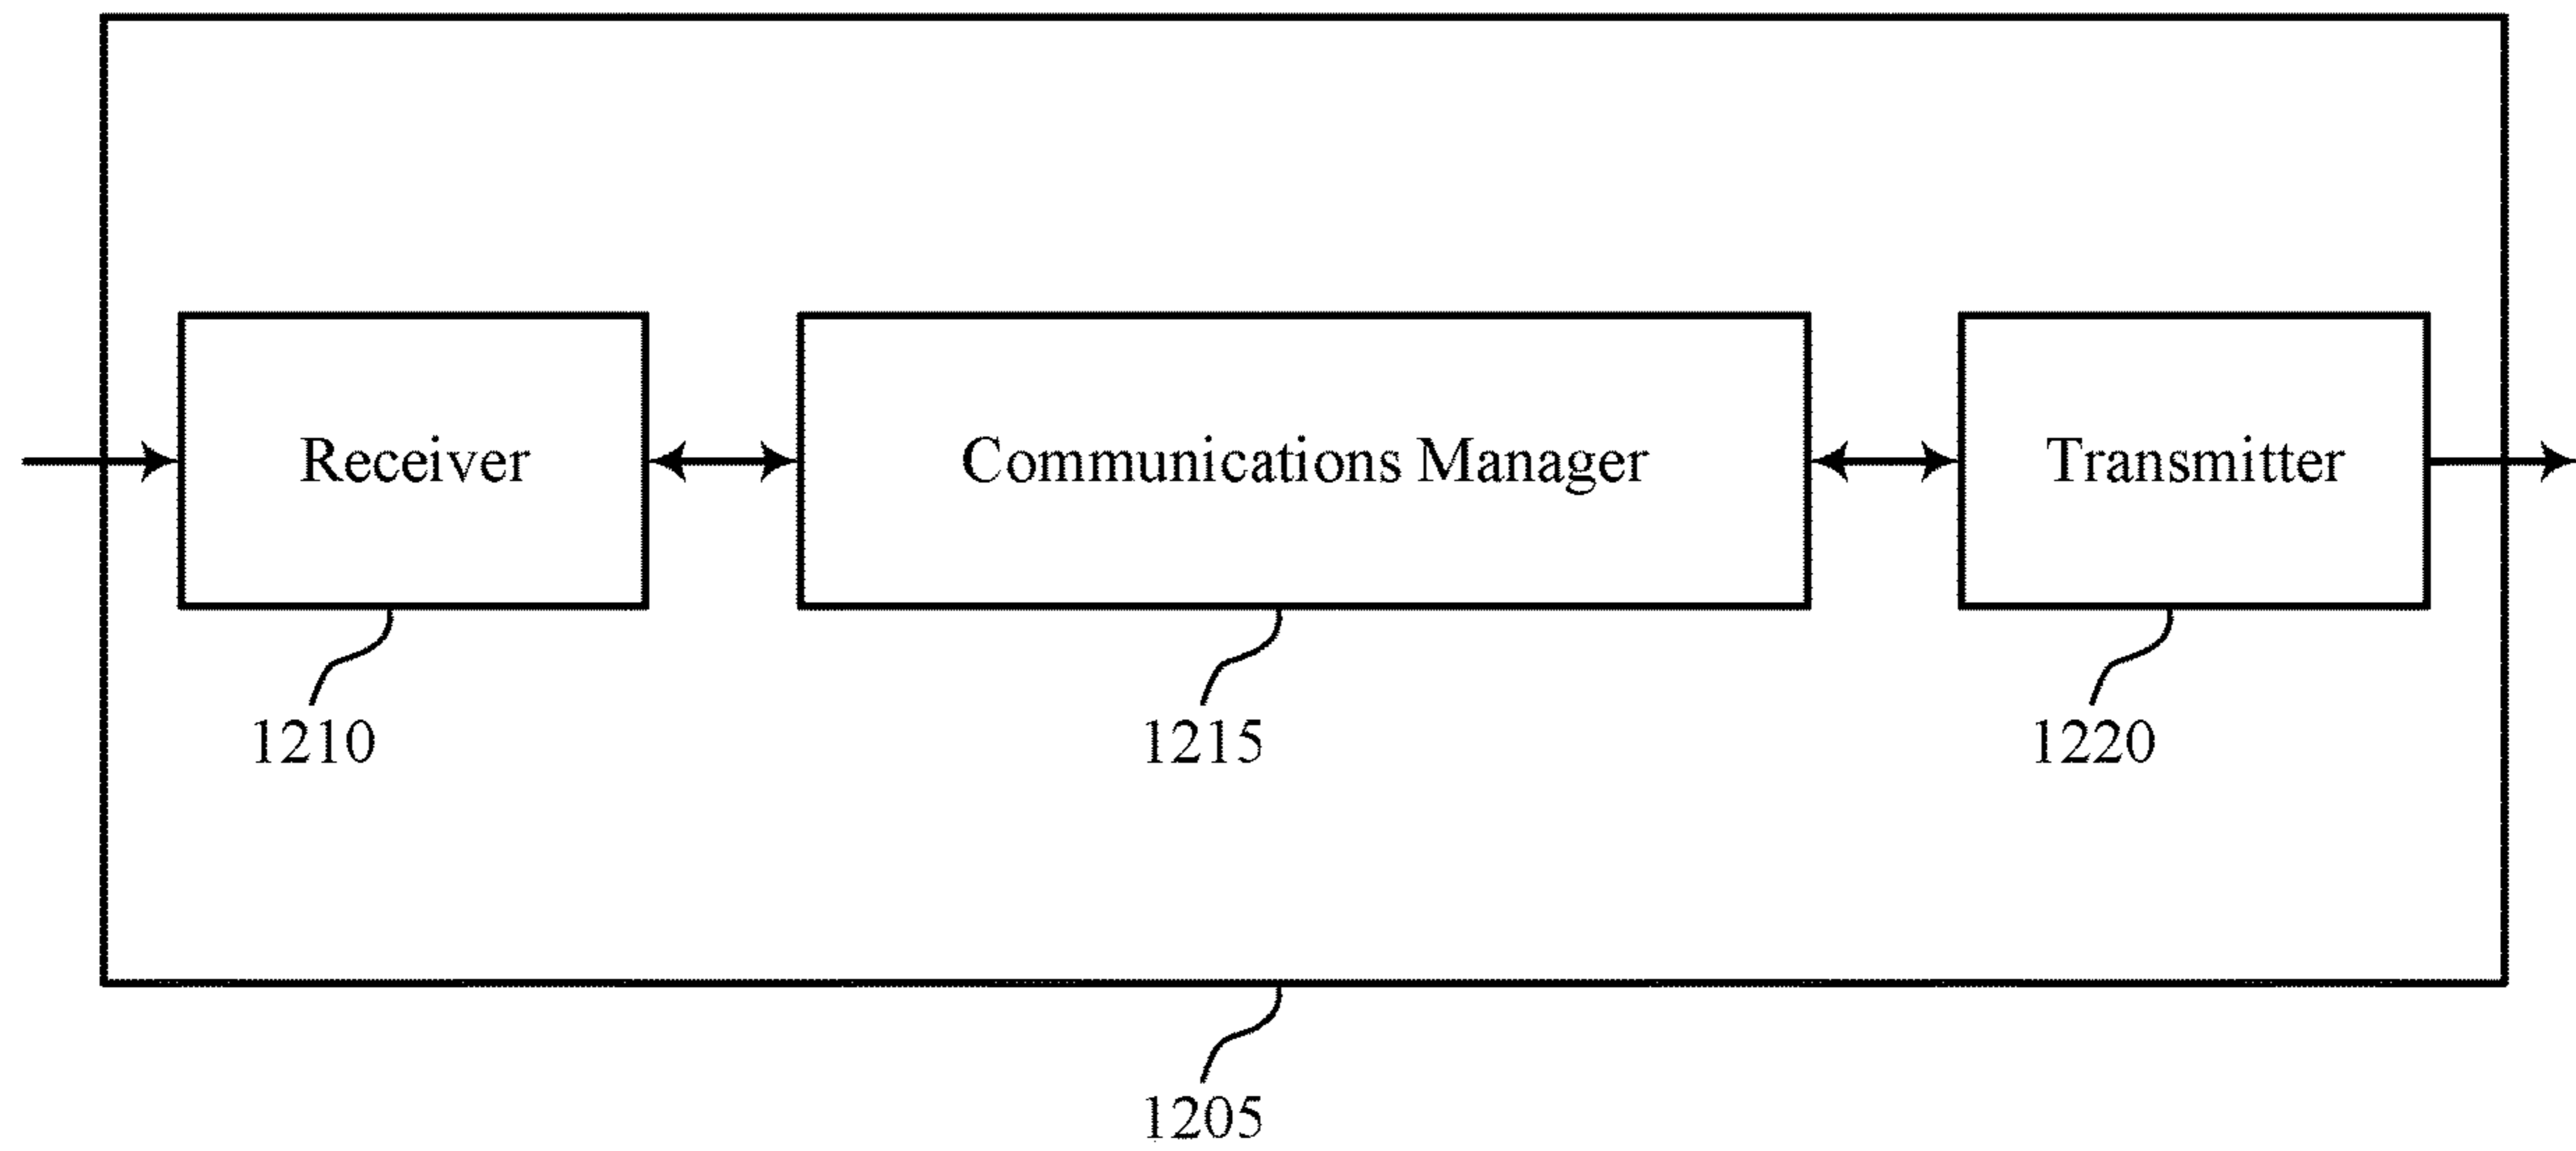 Receiver
Communications Manager
Transmitter
1210
1215
1220
1205